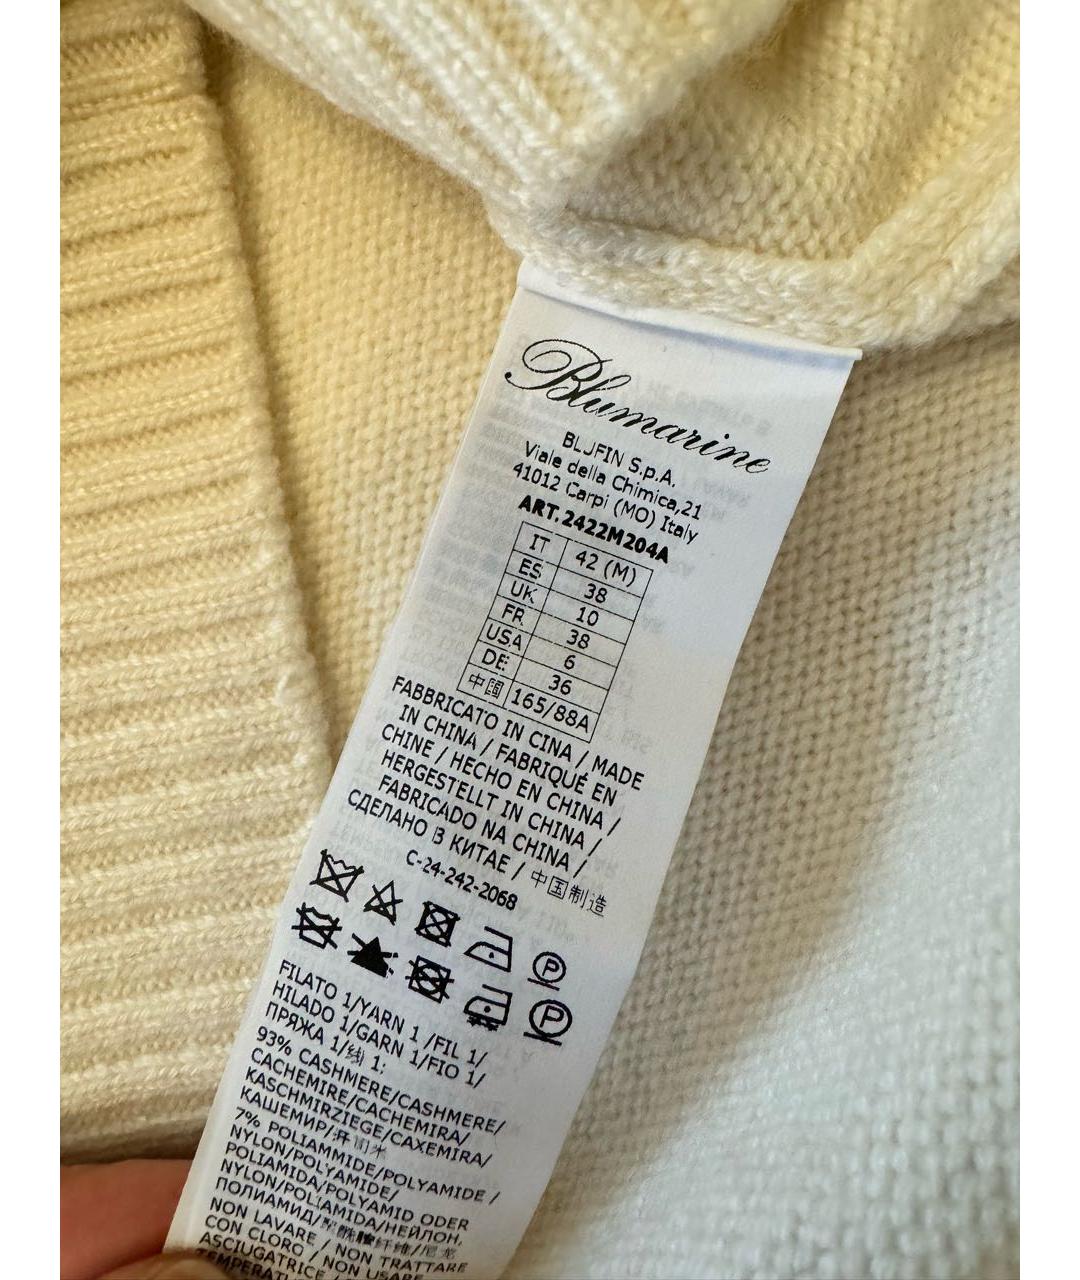 Blumarine
BLUFIN S.p.A.
Viale della Chimica,21
41012 Carpi (MO) Italy
ART.2422M204A
IT 42 (M)
ES 38
UK 10
FR 38
USA 6
DE 36
中国 165/88A
FABBRICATO IN CINA / MADE
IN CHINA / FABRIQUÉ EN
CHINE / HECHO EN CHINA /
HERGESTELLT IN CHINA /
FABRICADO NA CHINA /
СДЕЛАНО В КИТАЕ / 中国制造
C-24-242-2068
P
P
FILATO 1/YARN 1 /FIL 1/
HILADO 1/GARN 1/FIO 1/
ПРЯЖА 1/线 1:
93% CASHMERE/CASHMERE/
CACHEMIRE/CACHEMIRA/
KASCHMIRZIEGE/CAXEMIRA/
КАШЕМИР/
7% POLIAMMIDE/POLYAMIDE /
NYLON/POLYAMIDE/
POLIAMIDA/POLYAMID ODER
NYLON/POLIAMIDA/НЕЙЛОН,
ПОЛИАМИД/
NON LAVARE / NON TRATTARE
CON CLORO / NON USARE
ASCIUGATRICE /
TEMPERATU